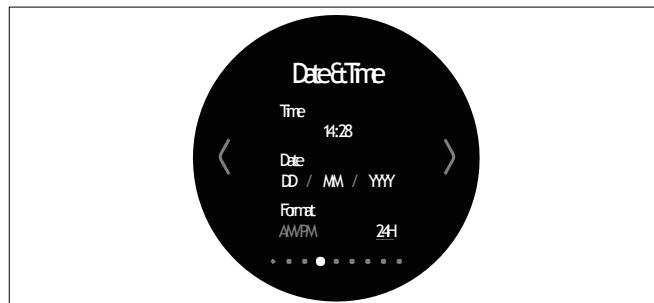 Date & Time
Time
14:28
Date
DD / MM / YYYY
Format
AM/PM 24H